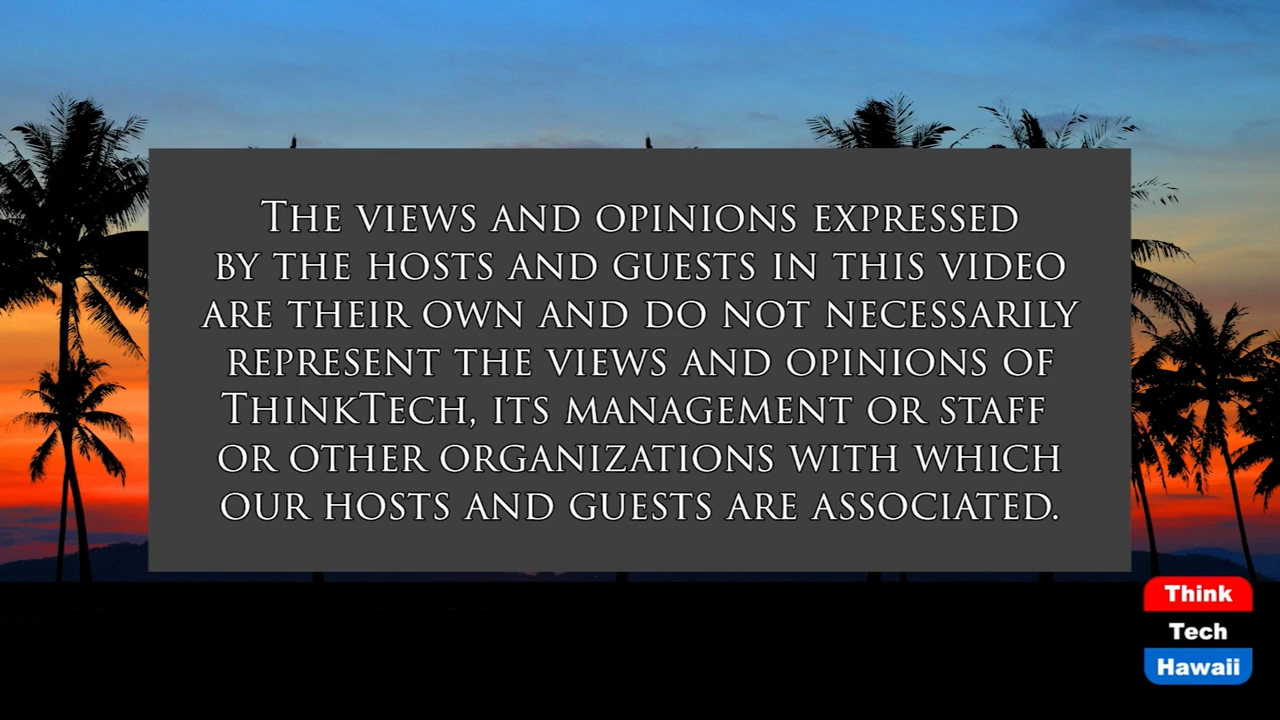 The views and opinions expressed
by the hosts and guests in this video
are their own and do not necessarily
represent the views and opinions of
ThinkTech, its management or staff
or other organizations with which
our hosts and guests are associated.
Think
Tech
Hawaii